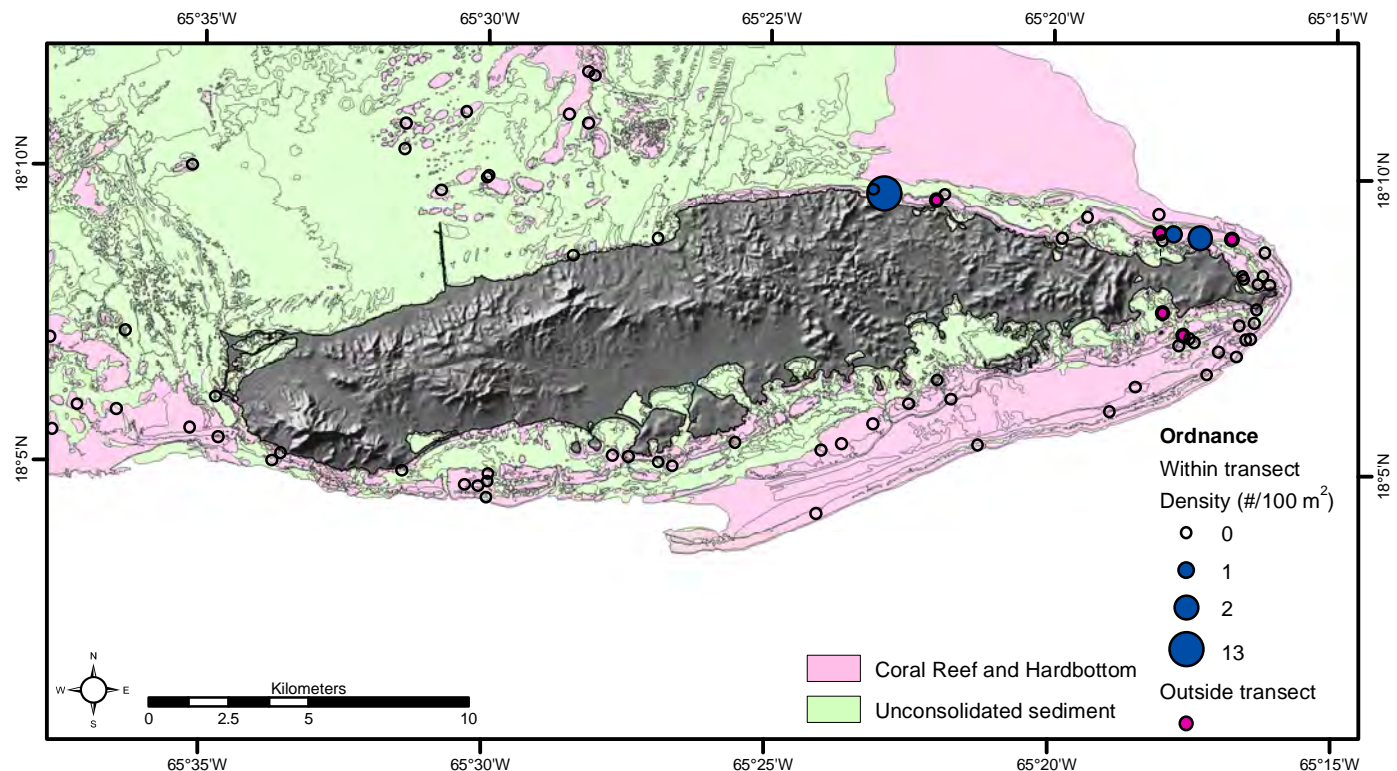 65°35'W 65°30'W 65°25'W 65°20'W 65°15'W
18°10'N
18°10'N
18°5'N
18°5'N
Ordnance
Within transect
Density (#/100 m²)
0
1
2
13
Outside transect
Coral Reef and Hardbottom
Unconsolidated sediment
N
W E
S
Kilometers
0 2.5 5 10
65°35'W 65°30'W 65°25'W 65°20'W 65°15'W